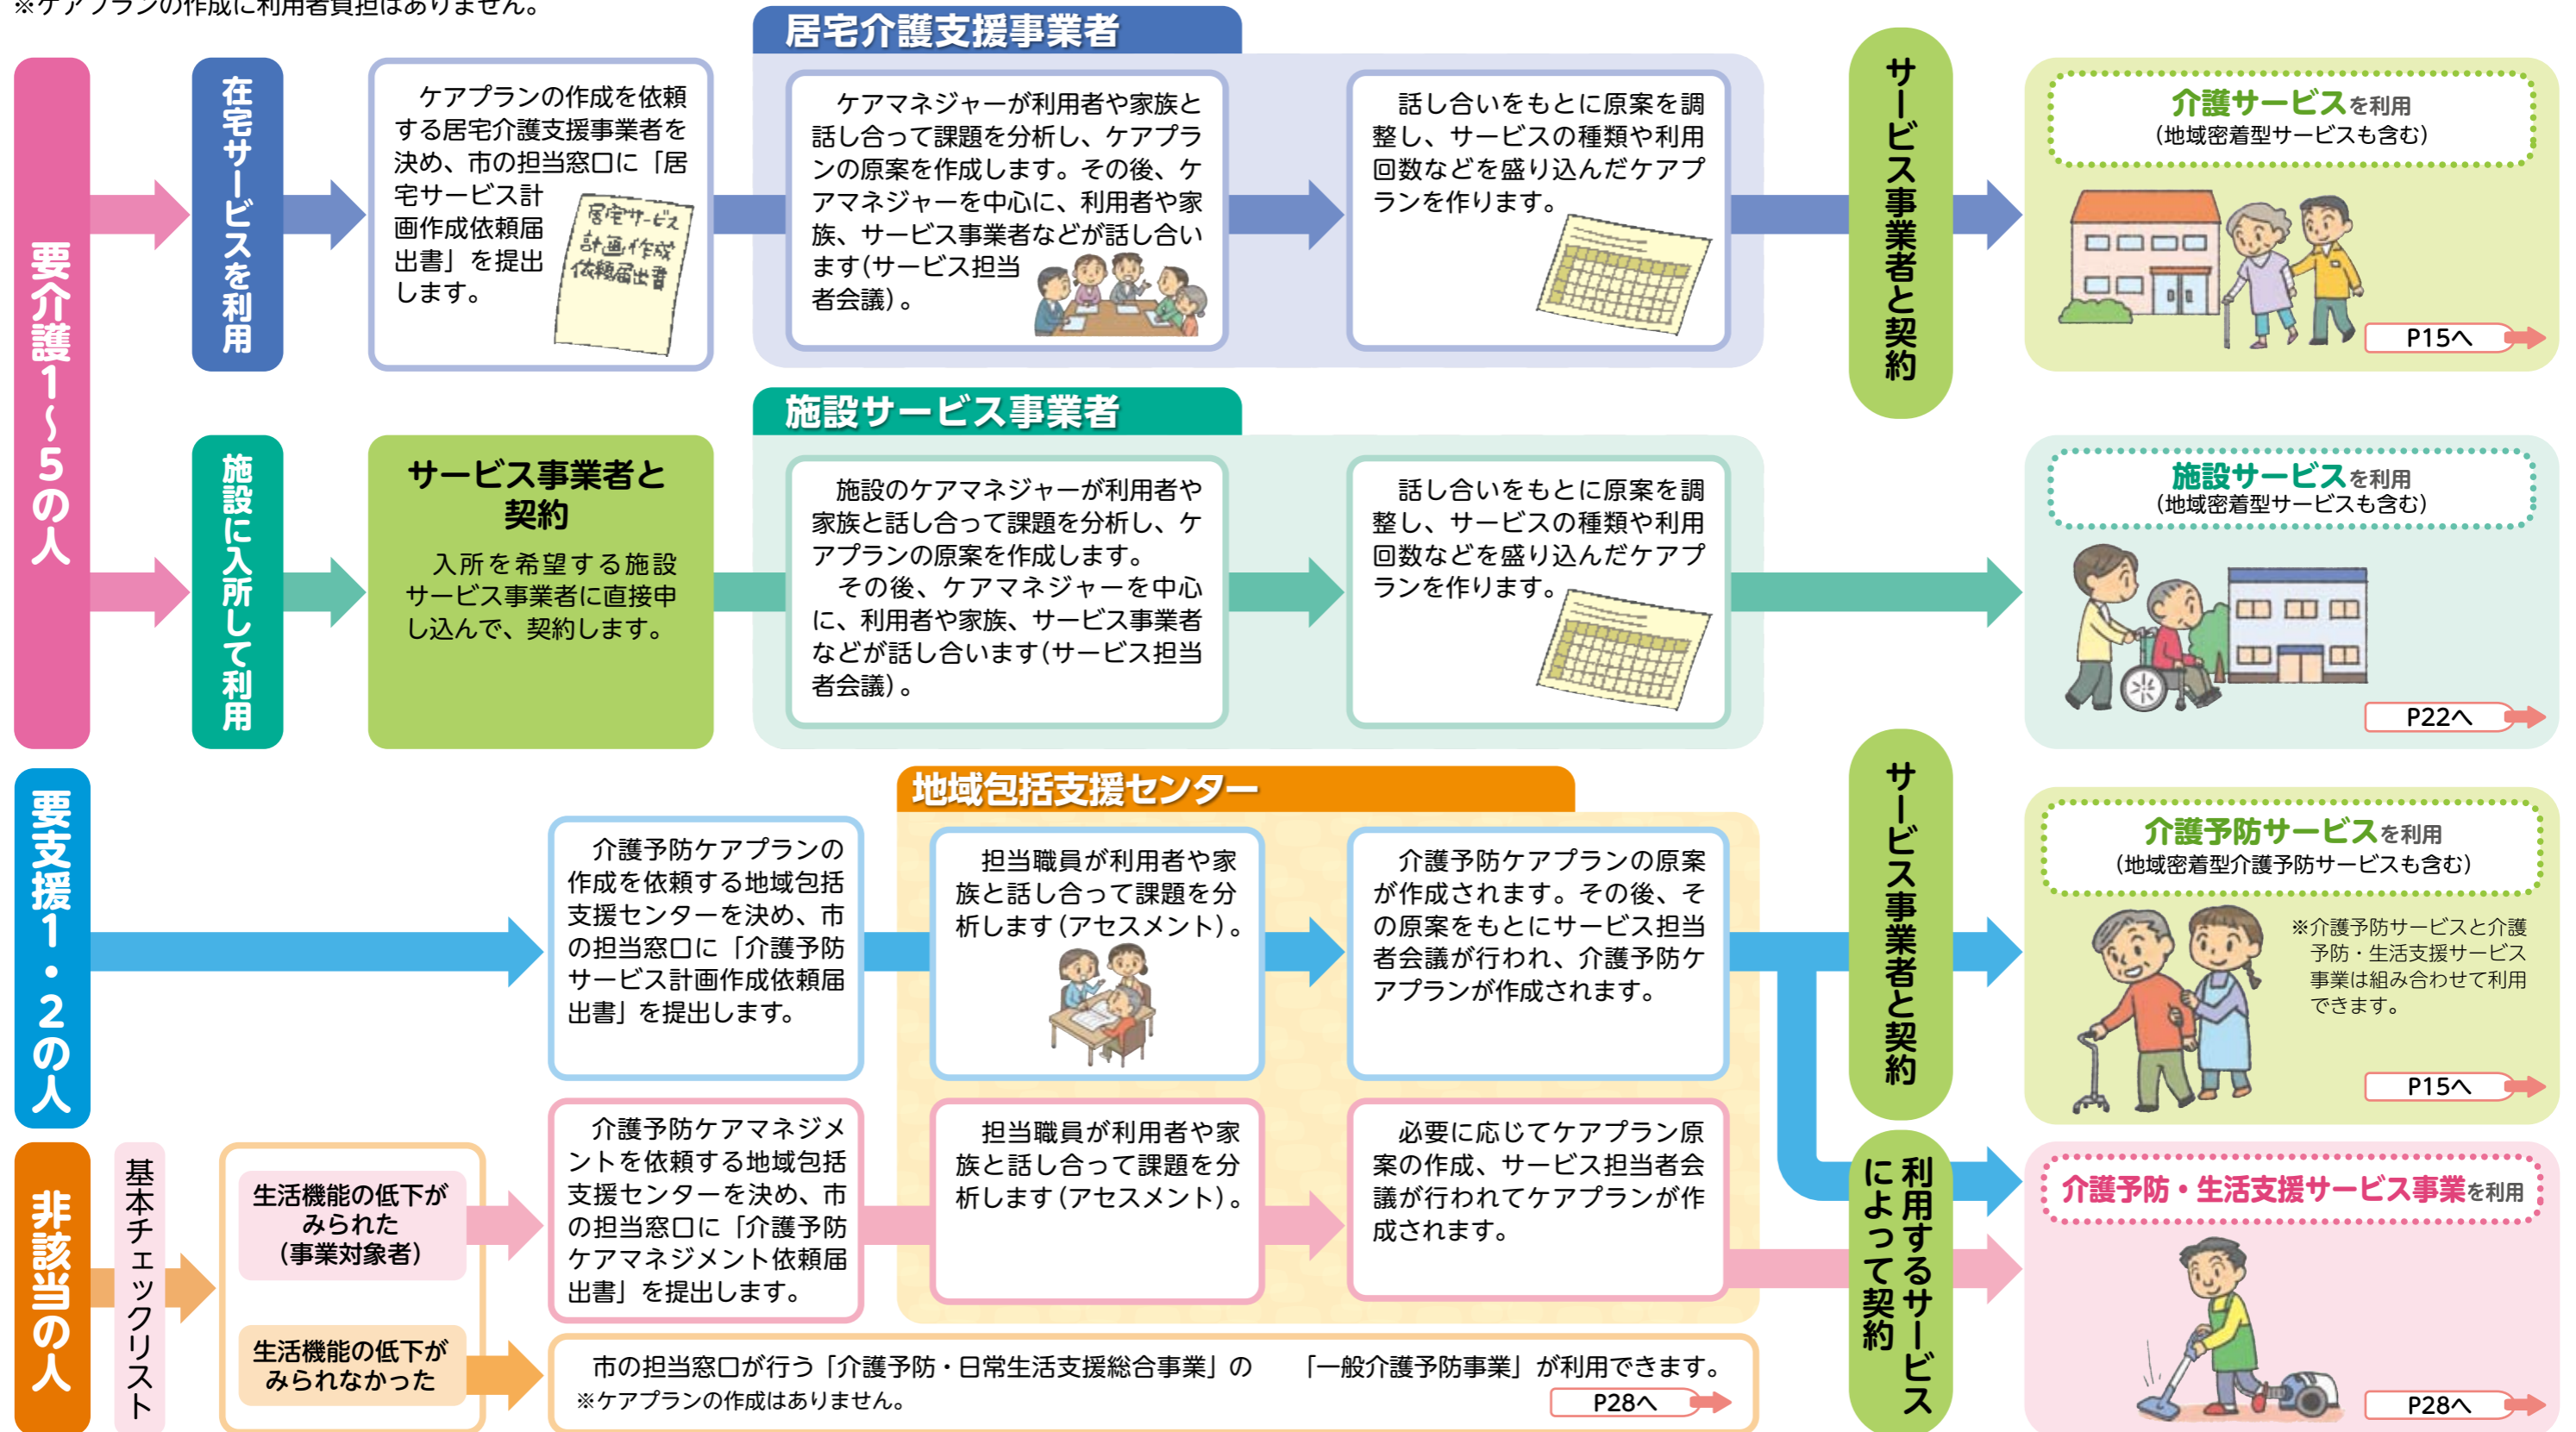 ※ケアプランの作成に利用者負担はありません。
要介護1～5の人
在宅サービスを利用
ケアプランの作成を依頼
する居宅介護支援事業者を
決め、市の担当窓口に「居
宅サービス計
画作成依頼届
出書」を提出
します。
居宅サービス
計画作成
依頼届出書
居宅介護支援事業者
ケアマネジャーが利用者や家族と
話し合って課題を分析し、ケアプラ
ンの原案を作成します。その後、ケ
アマネジャーを中心に、利用者や家
族、サービス事業者などが話し合い
ます(サービス担当
者会議)。
話し合いをもとに原案を調
整し、サービスの種類や利用
回数などを盛り込んだケアプ
ランを作ります。
サービス事業者と契約
介護サービスを利用
(地域密着型サービスも含む)
P15へ
施設に入所して利用
サービス事業者と
契約
入所を希望する施設
サービス事業者に直接申
し込んで、契約します。
施設サービス事業者
施設のケアマネジャーが利用者や
家族と話し合って課題を分析し、ケ
アプランの原案を作成します。
その後、ケアマネジャーを中心
に、利用者や家族、サービス事業者
などが話し合います(サービス担当
者会議)。
話し合いをもとに原案を調
整し、サービスの種類や利用
回数などを盛り込んだケアプ
ランを作ります。
施設サービスを利用
(地域密着型サービスも含む)
P22へ
要支援1・2の人
介護予防ケアプランの
作成を依頼する地域包括
支援センターを決め、市
の担当窓口に「介護予防
サービス計画作成依頼届
出書」を提出します。
地域包括支援センター
担当職員が利用者や家
族と話し合って課題を分
析します(アセスメント)。
介護予防ケアプランの原案
が作成されます。その後、そ
の原案をもとにサービス担当
者会議が行われ、介護予防ケ
アプランが作成されます。
サービス事業者と契約
介護予防サービスを利用
(地域密着型介護予防サービスも含む)
※介護予防サービスと介護
予防・生活支援サービス
事業は組み合わせて利用
できます。
P15へ
非該当の人
基本チェックリスト
生活機能の低下が
みられた
(事業対象者)
介護予防ケアマネジメ
ントを依頼する地域包括
支援センターを決め、市
の担当窓口に「介護予防
ケアマネジメント依頼届
出書」を提出します。
担当職員が利用者や家
族と話し合って課題を分
析します(アセスメント)。
必要に応じてケアプラン原
案の作成、サービス担当者会
議が行われてケアプランが作
成されます。
利用するサービス
によって契約
介護予防・生活支援サービス事業を利用
P28へ
生活機能の低下が
みられなかった
市の担当窓口が行う「介護予防・日常生活支援総合事業」の 「一般介護予防事業」が利用できます。
※ケアプランの作成はありません。
P28へ